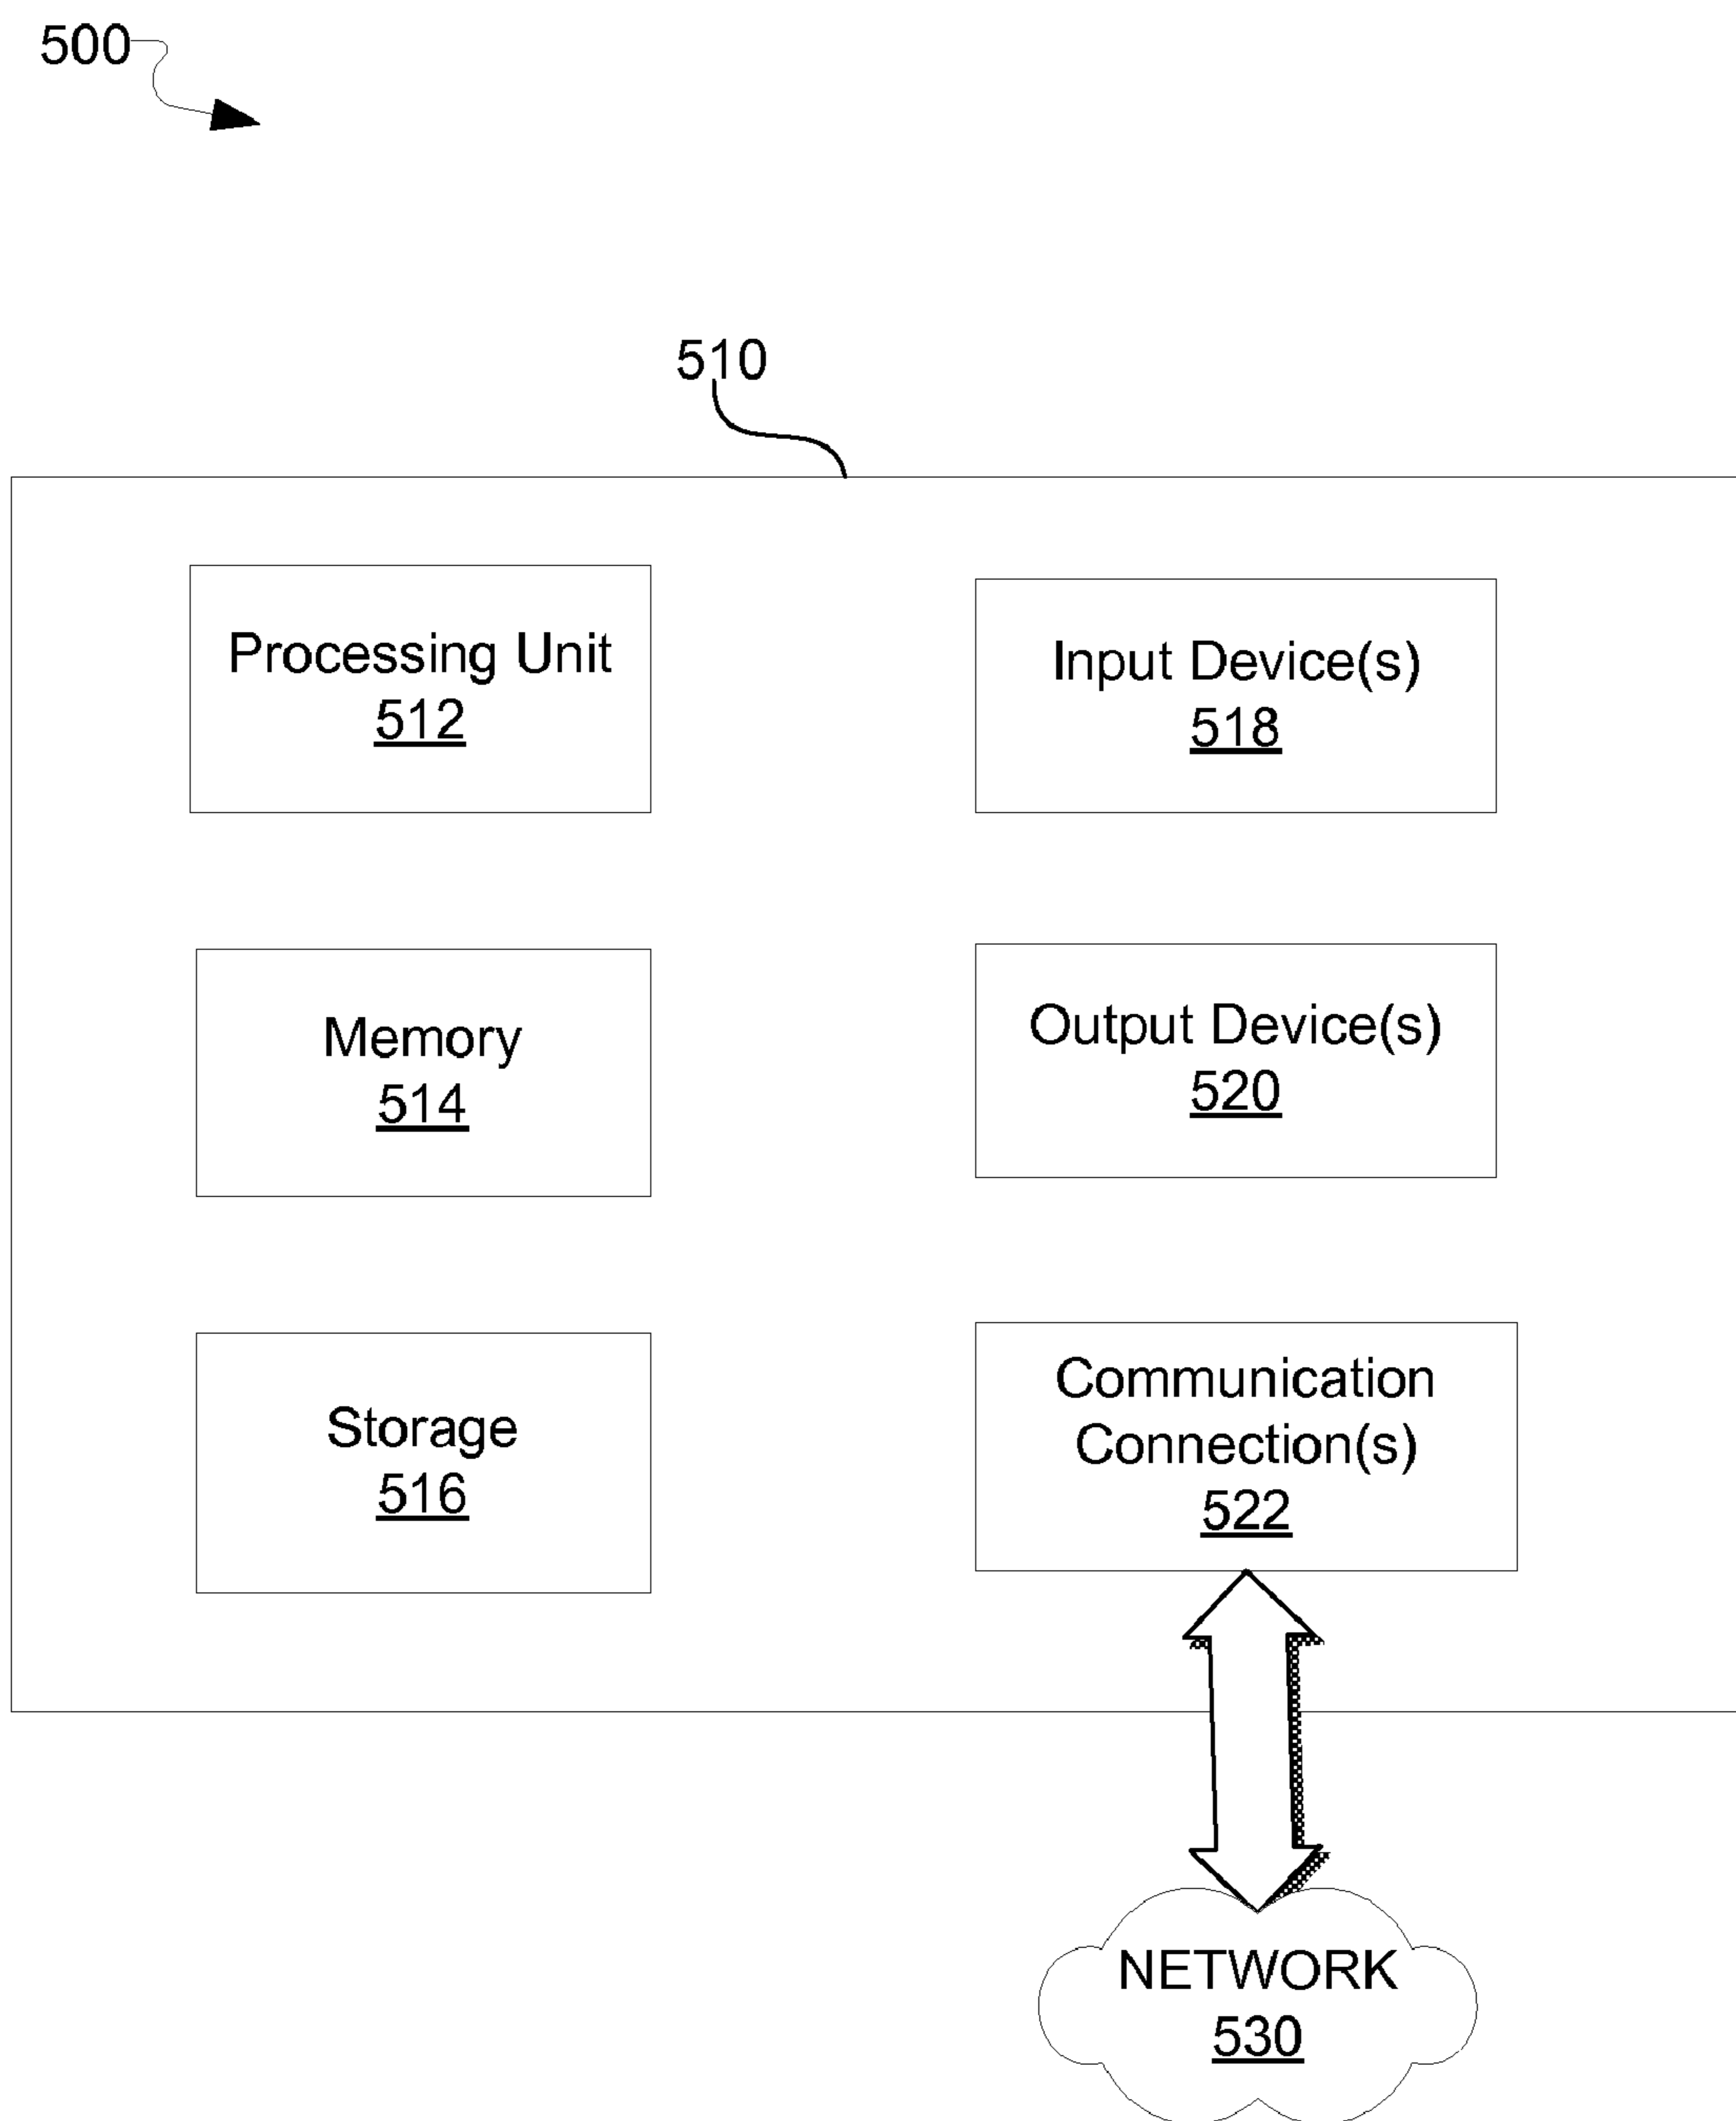 500
510
Processing Unit
512
Input Device(s)
518
Memory
514
Output Device(s)
520
Storage
516
Communication
Connection(s)
522
NETWORK
530